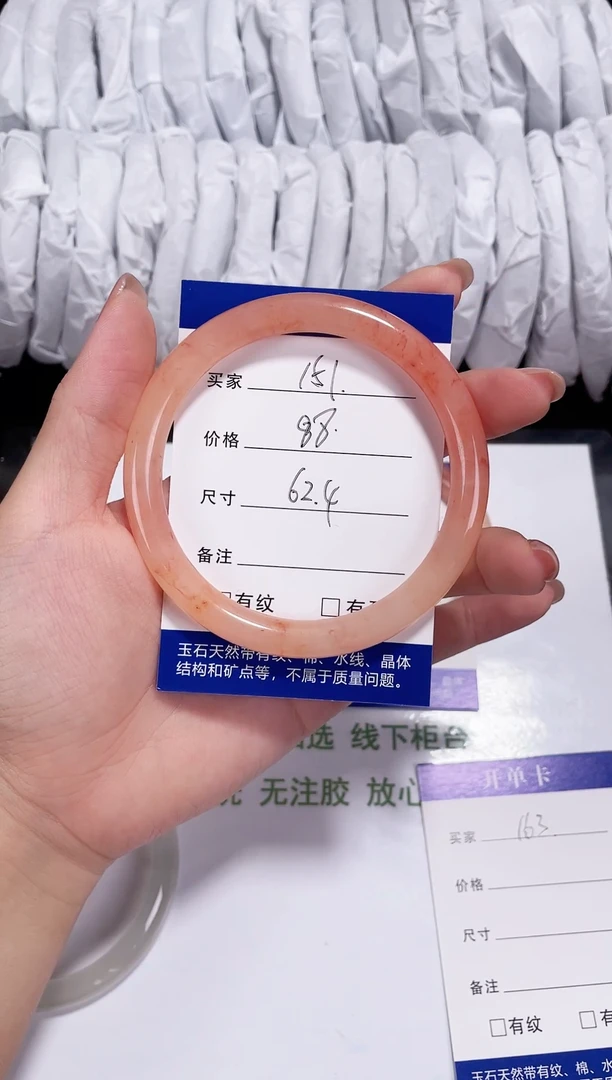 买家 151.
价格 88.
尺寸 62.4
备注
有纹 □有
玉石天然带有纹、棉、水线、晶体
结构和矿点等，不属于质量问题。
选 线下柜台
无注胶 放心
开单卡
买家 163
价格
尺寸
备注
□有纹 □有
玉石天然带有纹、棉、水